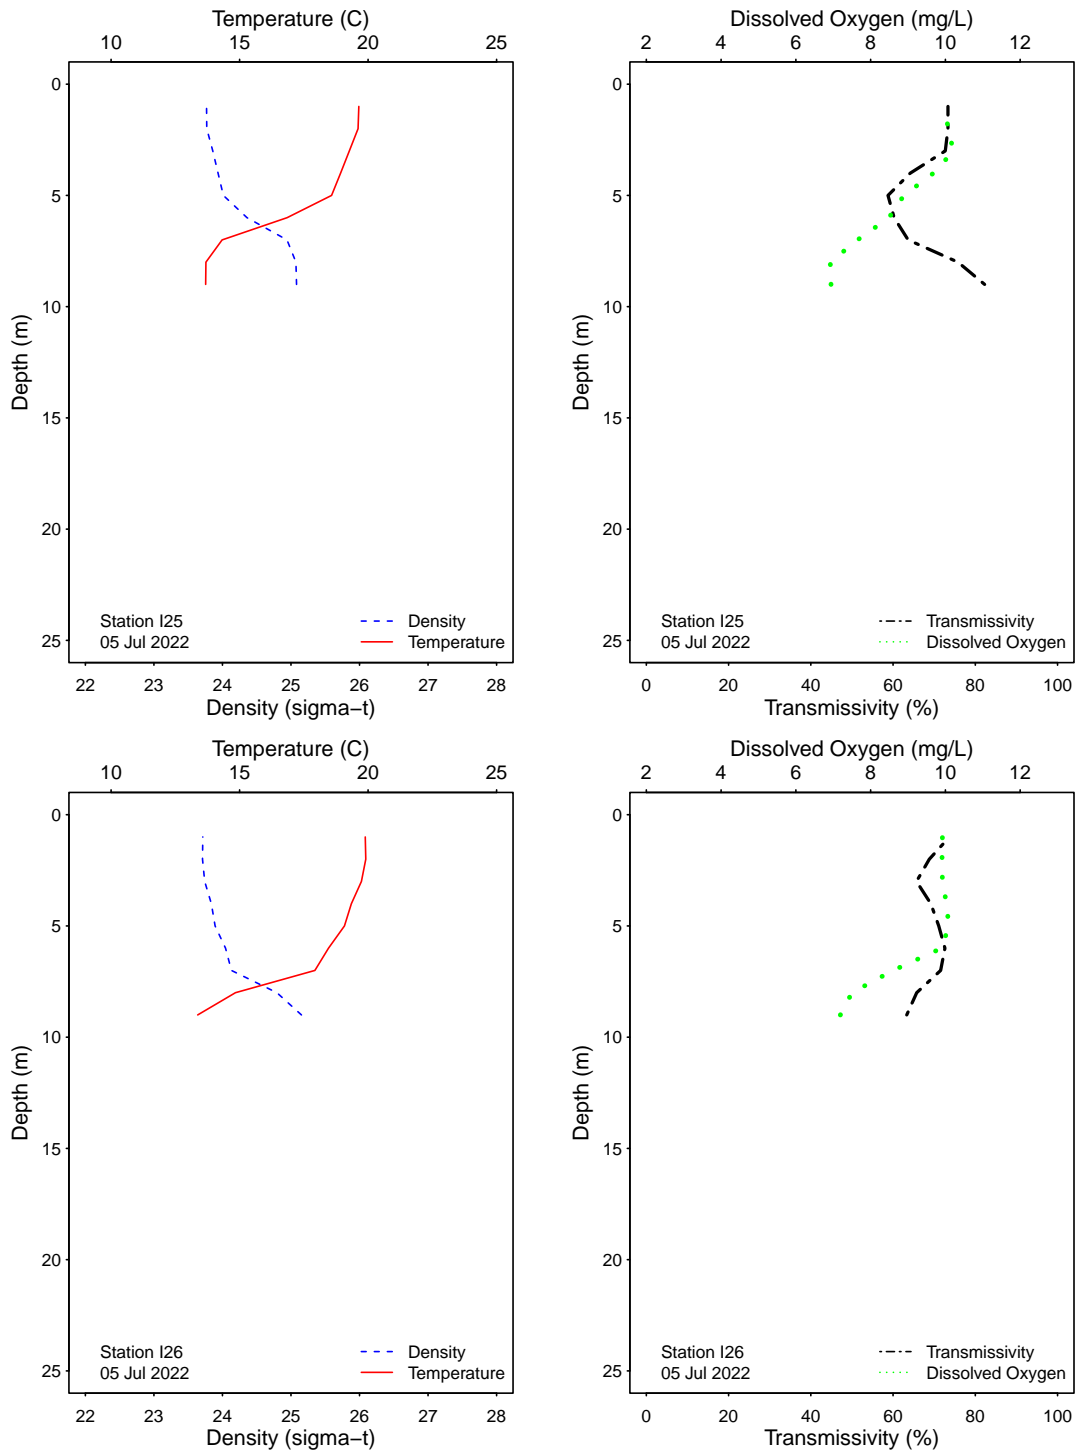 Temperature (C)
10 15 20 25
0
5
10
15
20
25
Depth (m)
Station I25
05 Jul 2022
Density
Temperature
22 23 24 25 26 27 28
Density (sigma−t)
Dissolved Oxygen (mg/L)
2 4 6 8 10 12
0
5
10
15
20
25
Depth (m)
Station I25
05 Jul 2022
Transmissivity
Dissolved Oxygen
0 20 40 60 80 100
Transmissivity (%)
Temperature (C)
10 15 20 25
0
5
10
15
20
25
Depth (m)
Station I26
05 Jul 2022
Density
Temperature
22 23 24 25 26 27 28
Density (sigma−t)
Dissolved Oxygen (mg/L)
2 4 6 8 10 12
0
5
10
15
20
25
Depth (m)
Station I26
05 Jul 2022
Transmissivity
Dissolved Oxygen
0 20 40 60 80 100
Transmissivity (%)